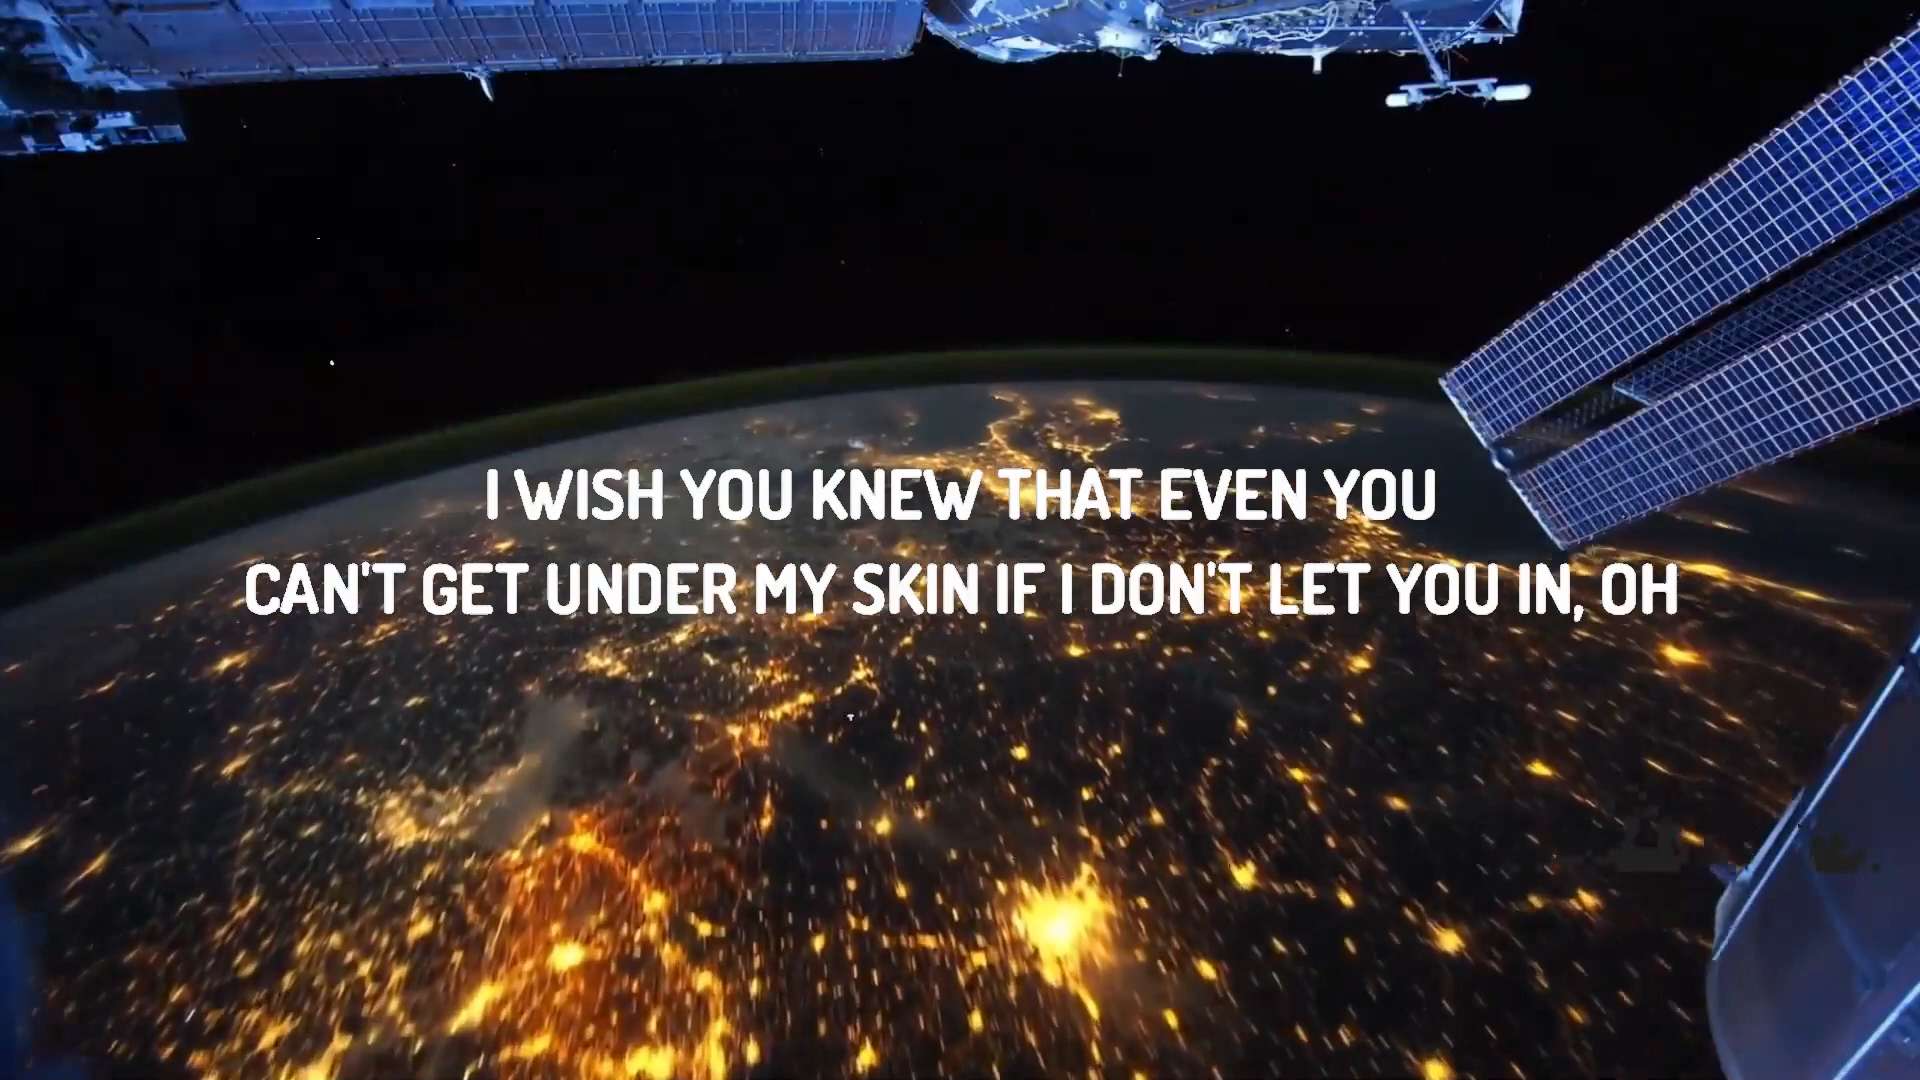 I WISH YOU KNEW THAT EVEN YOU
CAN'T GET UNDER MY SKIN IF I DON'T LET YOU IN, OH